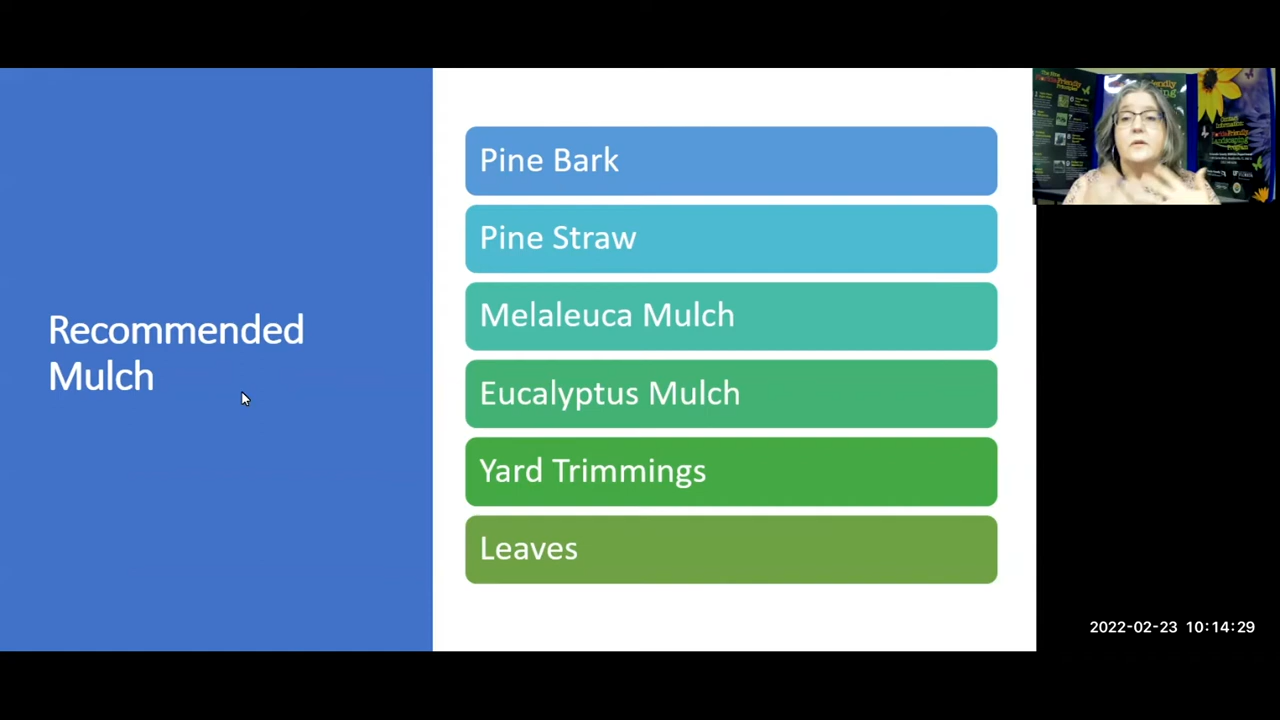 Recommended
Mulch
Pine Bark
Pine Straw
Melaleuca Mulch
Eucalyptus Mulch
Yard Trimmings
Leaves
2022-02-23 10:14:29